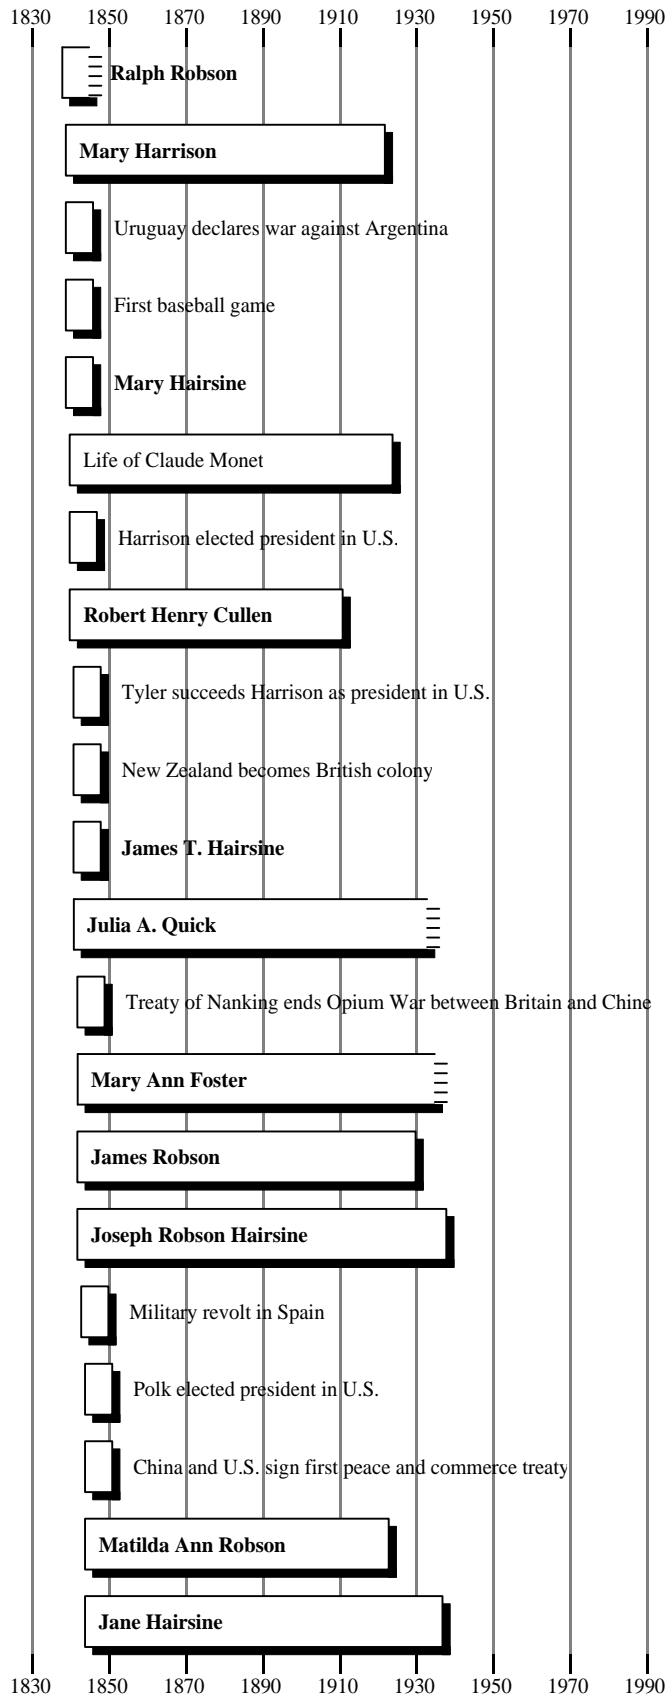 1830 1850 1870 1890 1910 1930 1950 1970 1990
Ralph Robson
Mary Harrison
Uruguay declares war against Argentina
First baseball game
Mary Hairsine
Life of Claude Monet
Harrison elected president in U.S.
Robert Henry Cullen
Tyler succeeds Harrison as president in U.S.
New Zealand becomes British colony
James T. Hairsine
Julia A. Quick
Treaty of Nanking ends Opium War between Britain and Chine
Mary Ann Foster
James Robson
Joseph Robson Hairsine
Military revolt in Spain
Polk elected president in U.S.
China and U.S. sign first peace and commerce treaty
Matilda Ann Robson
Jane Hairsine
1830 1850 1870 1890 1910 1930 1950 1970 1990